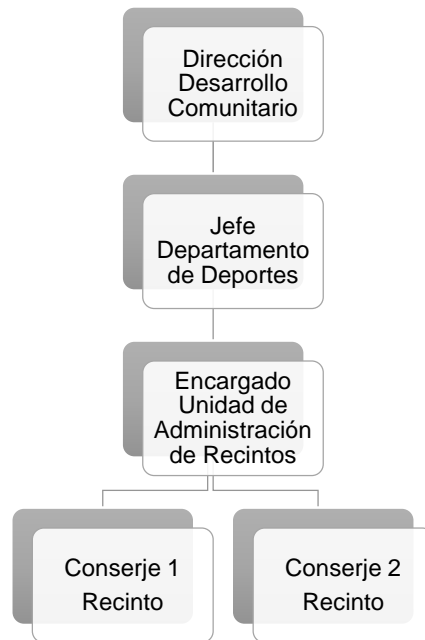 Dirección
Desarrollo
Comunitario
Jefe
Departamento
de Deportes
Encargado
Unidad de
Administración
de Recintos
Conserje 1
Recinto
Conserje 2
Recinto